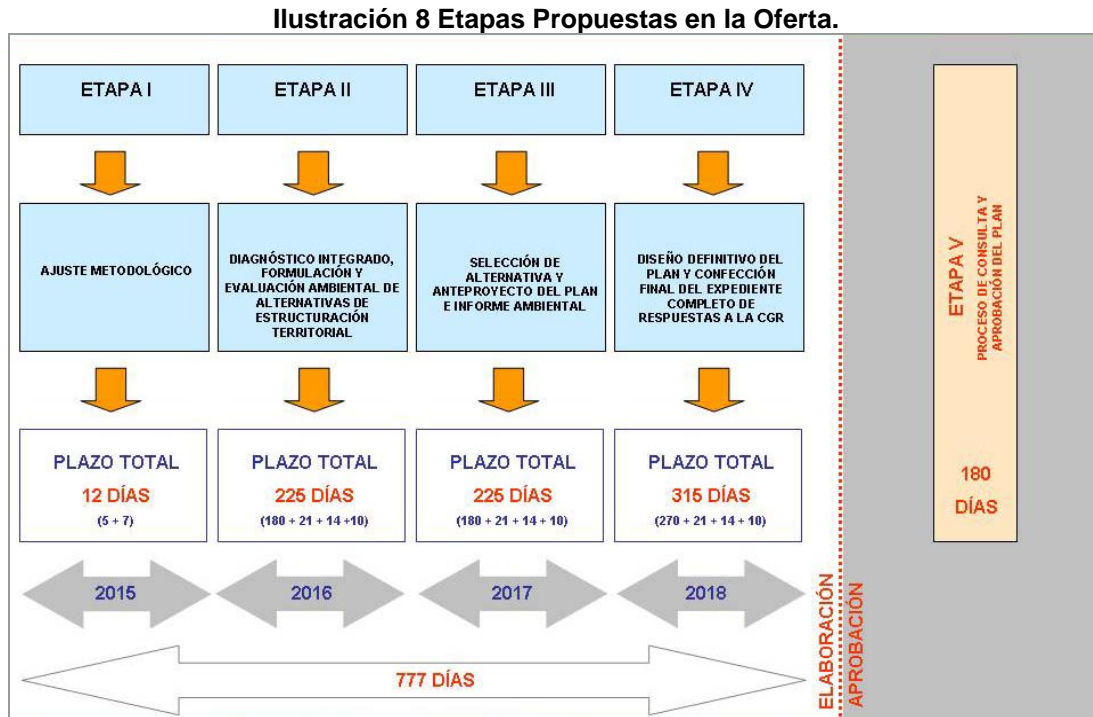 Ilustración 8 Etapas Propuestas en la Oferta.
ETAPA I
ETAPA II
ETAPA III
ETAPA IV
AJUSTE METODOLÓGICO
DIAGNÓSTICO INTEGRADO,
FORMULACIÓN Y
EVALUACIÓN AMBIENTAL DE
ALTERNATIVAS DE
ESTRUCTURACIÓN
TERRITORIAL
SELECCIÓN DE
ALTERNATIVA Y
ANTEPROYECTO DEL PLAN
E INFORME AMBIENTAL
DISEÑO DEFINITIVO DEL
PLAN Y CONFECCIÓN
FINAL DEL EXPEDIENTE
COMPLETO DE
RESPUESTAS A LA CGR
PLAZO TOTAL
12 DÍAS
(5 + 7)
PLAZO TOTAL
225 DÍAS
(180 + 21 + 14 +10)
PLAZO TOTAL
225 DÍAS
(180 + 21 + 14 + 10)
PLAZO TOTAL
315 DÍAS
(270 + 21 + 14 + 10)
2015
2016
2017
2018
777 DÍAS
ELABORACIÓN
APROBACIÓN
ETAPA V
PROCESO DE CONSULTA Y
APROBACIÓN DEL PLAN
180
DÍAS